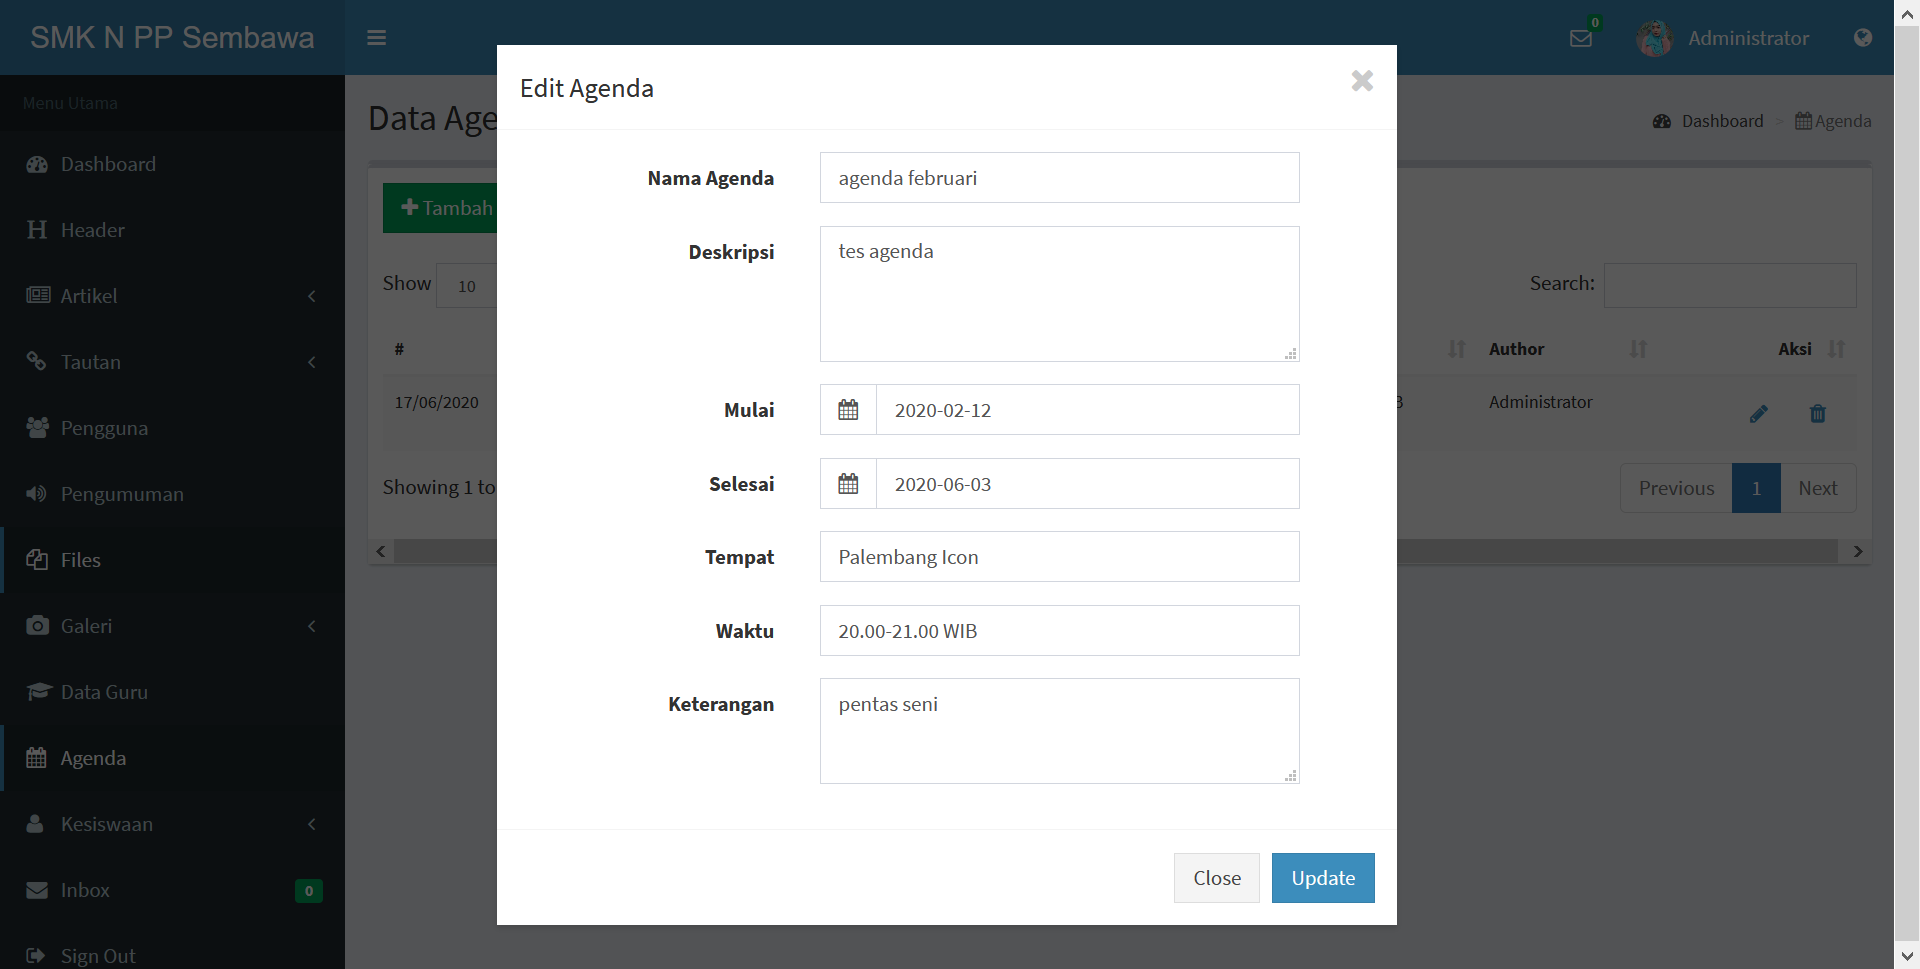 SMK N PP Sembawa
0
Administrator
Menu Utama
Dashboard
Header
Artikel
Tautan
Pengguna
Pengumuman
Files
Galeri
Data Guru
Agenda
Kesiswaan
Inbox
0
Sign Out
Data Age
Dashboard > Agenda
Tambah
Show 10
Search:
#
Author
Aksi
17/06/2020
3
Administrator
Showing 1 to
Previous 1 Next
Edit Agenda
Nama Agenda
agenda februari
Deskripsi
tes agenda
Mulai
2020-02-12
Selesai
2020-06-03
Tempat
Palembang Icon
Waktu
20.00-21.00 WIB
Keterangan
pentas seni
Close
Update